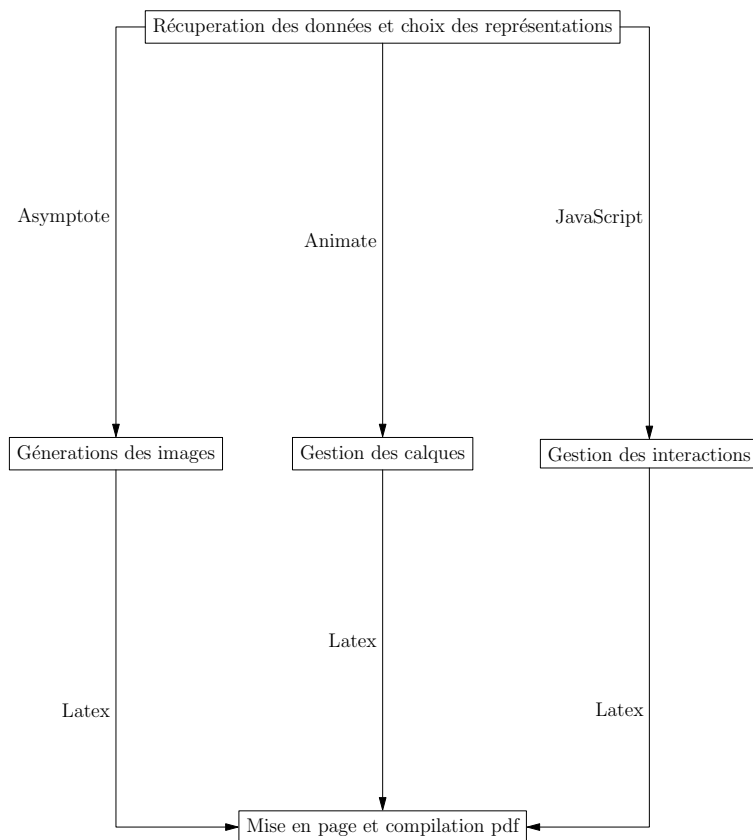 Récuperation des données et choix des représentations
Asymptote
Animate
JavaScript
Génerations des images
Gestion des calques
Gestion des interactions
Latex
Latex
Latex
Mise en page et compilation pdf